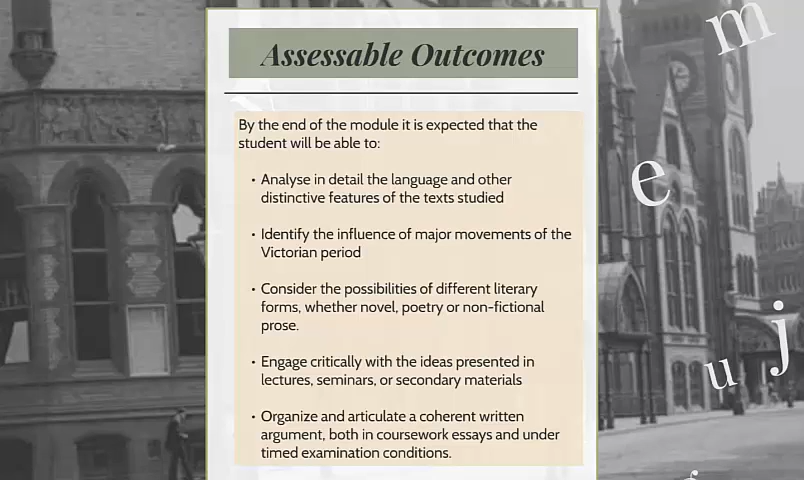 Assessable Outcomes
By the end of the module it is expected that the
student will be able to:
• Analyse in detail the language and other
distinctive features of the texts studied
• Identify the influence of major movements of the
Victorian period
• Consider the possibilities of different literary
forms, whether novel, poetry or non-fictional
prose.
• Engage critically with the ideas presented in
lectures, seminars, or secondary materials
• Organize and articulate a coherent written
argument, both in coursework essays and under
timed examination conditions.
m
e
j
u